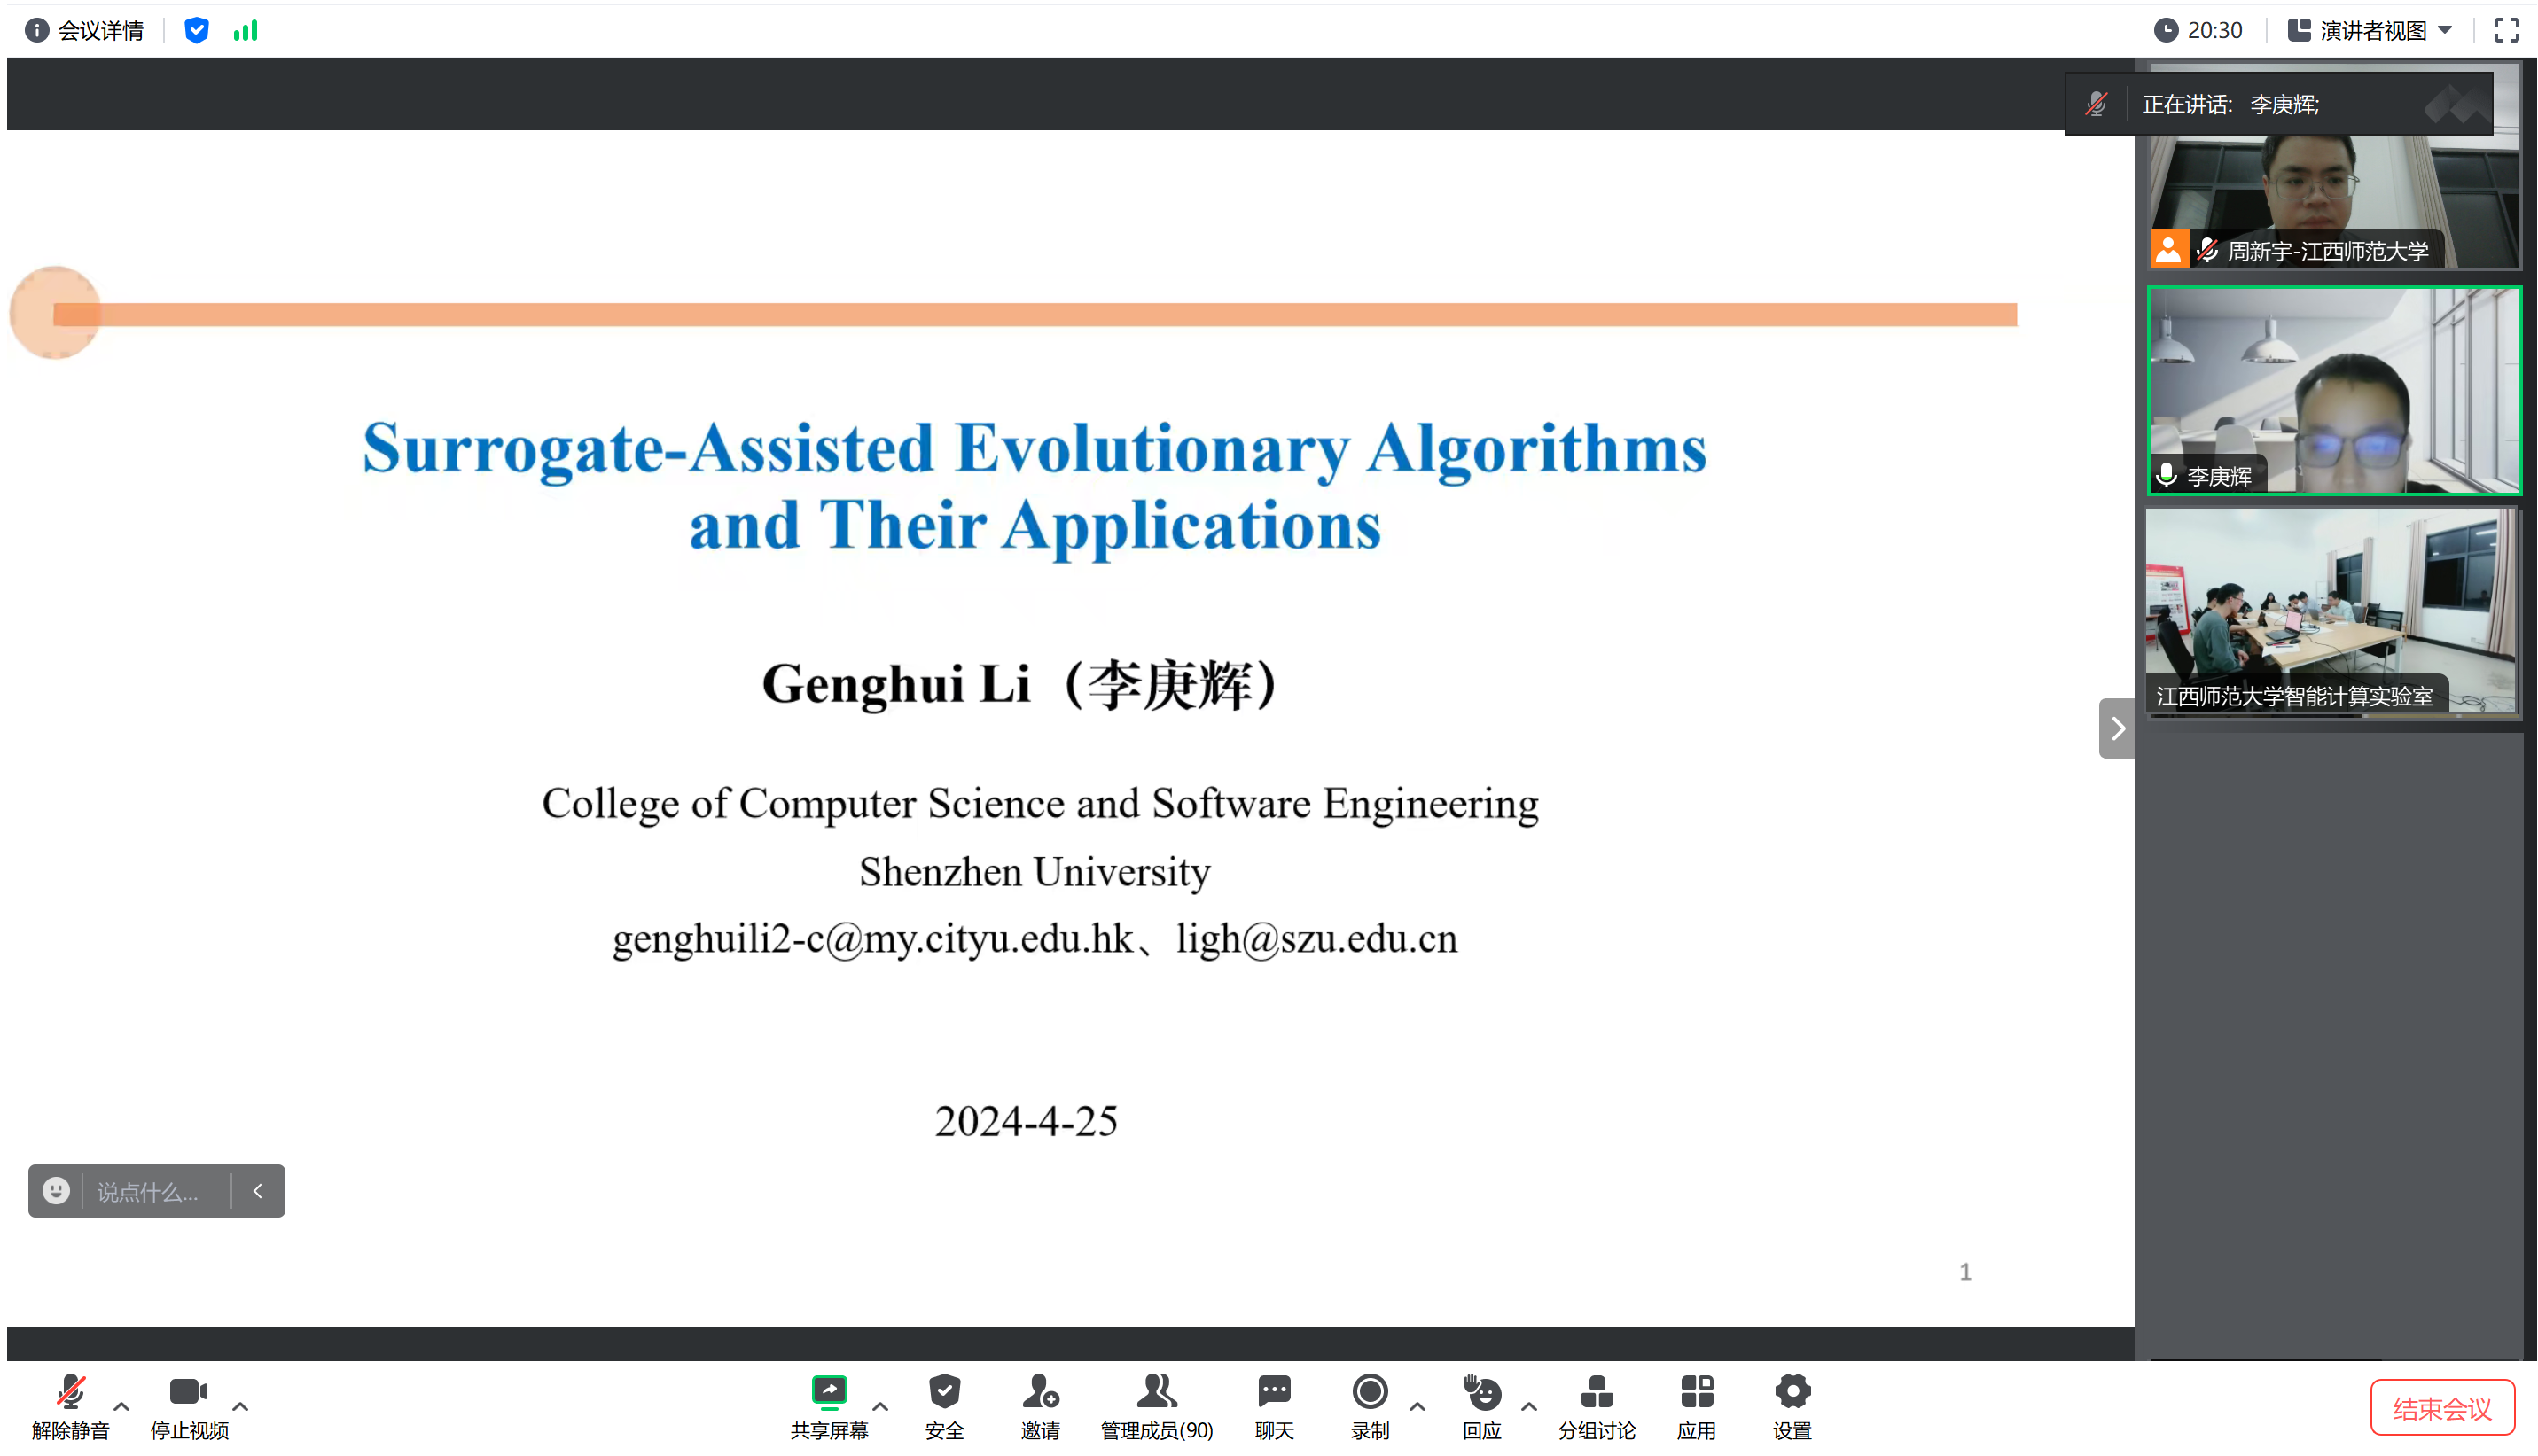 会议详情
20:30
演讲者视图
正在讲话: 李庚辉;
周新宇-江西师范大学
李庚辉
江西师范大学智能计算实验室
Surrogate-Assisted Evolutionary Algorithms
and Their Applications
Genghui Li（李庚辉）
College of Computer Science and Software Engineering
Shenzhen University
genghuili2-c@my.cityu.edu.hk、ligh@szu.edu.cn
2024-4-25
说点什么...
1
解除静音
停止视频
共享屏幕
安全
邀请
管理成员(90)
聊天
录制
回应
分组讨论
应用
设置
结束会议